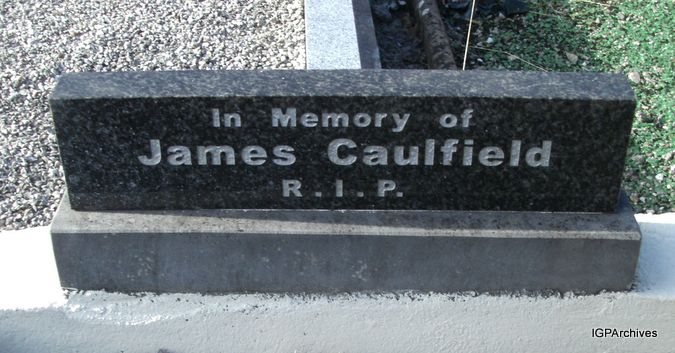 In Memory of
James Caulfield
R.I.P.
IGPArchives